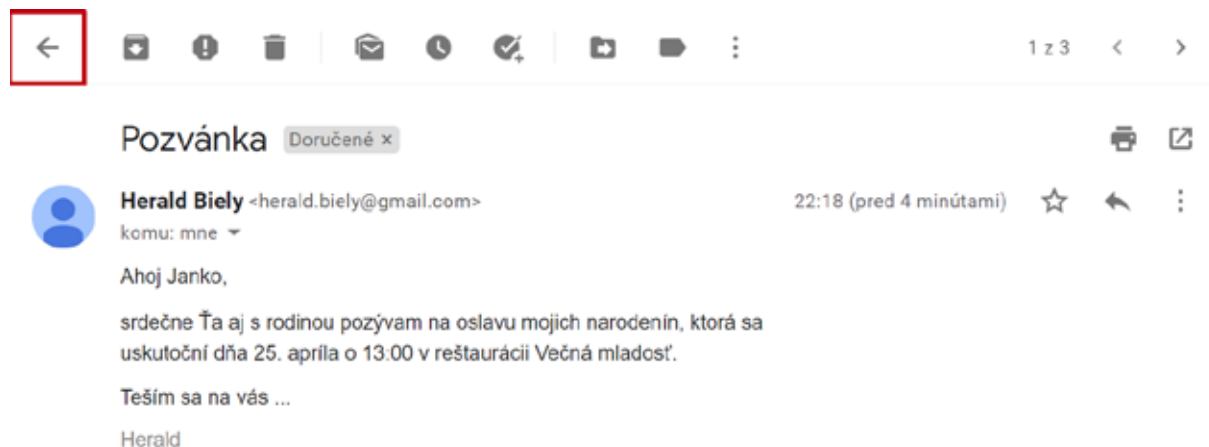 1 z 3
Pozvánka Doručené ×
Herald Biely <herald.biely@gmail.com> 22:18 (pred 4 minútami)
komu: mne
Ahoj Janko,
srdečne Ťa aj s rodinou pozývam na oslavu mojich narodenín, ktorá sa
uskutoční dňa 25. apríla o 13:00 v reštaurácii Večná mladosť.
Teším sa na vás ...
Herald